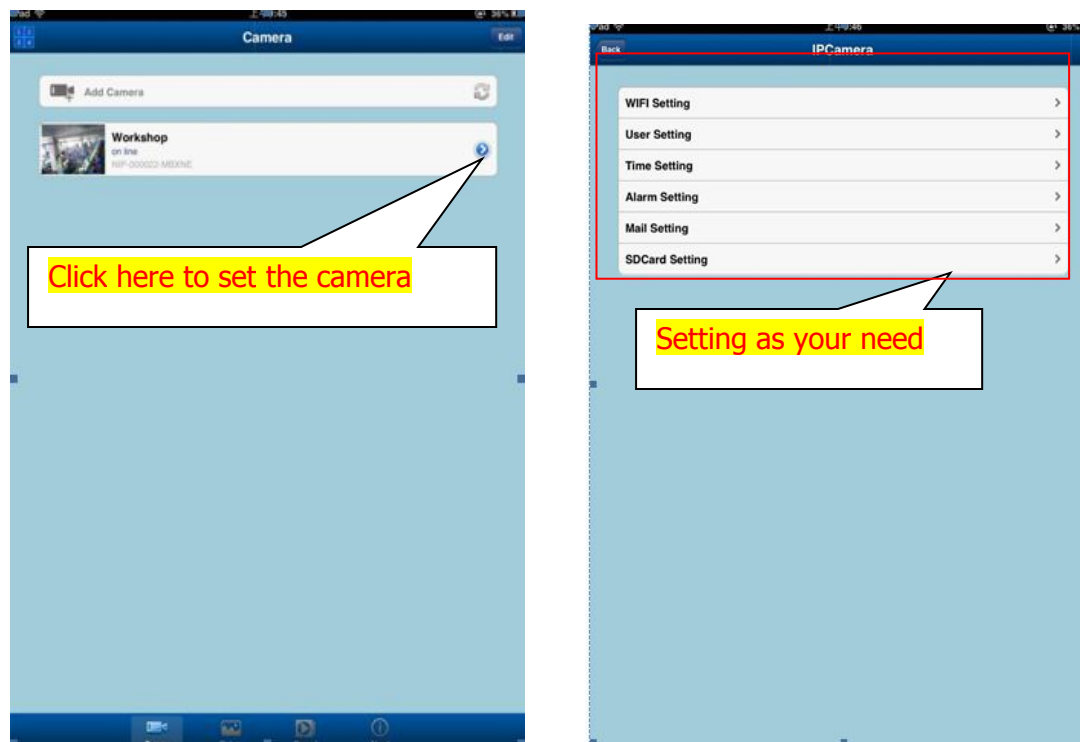 Camera
Edit
Add Camera
Workshop
on line
Click here to set the camera
36%
Back
IPCamera
WIFI Setting
User Setting
Time Setting
Alarm Setting
Mail Setting
SDCard Setting
Setting as your need